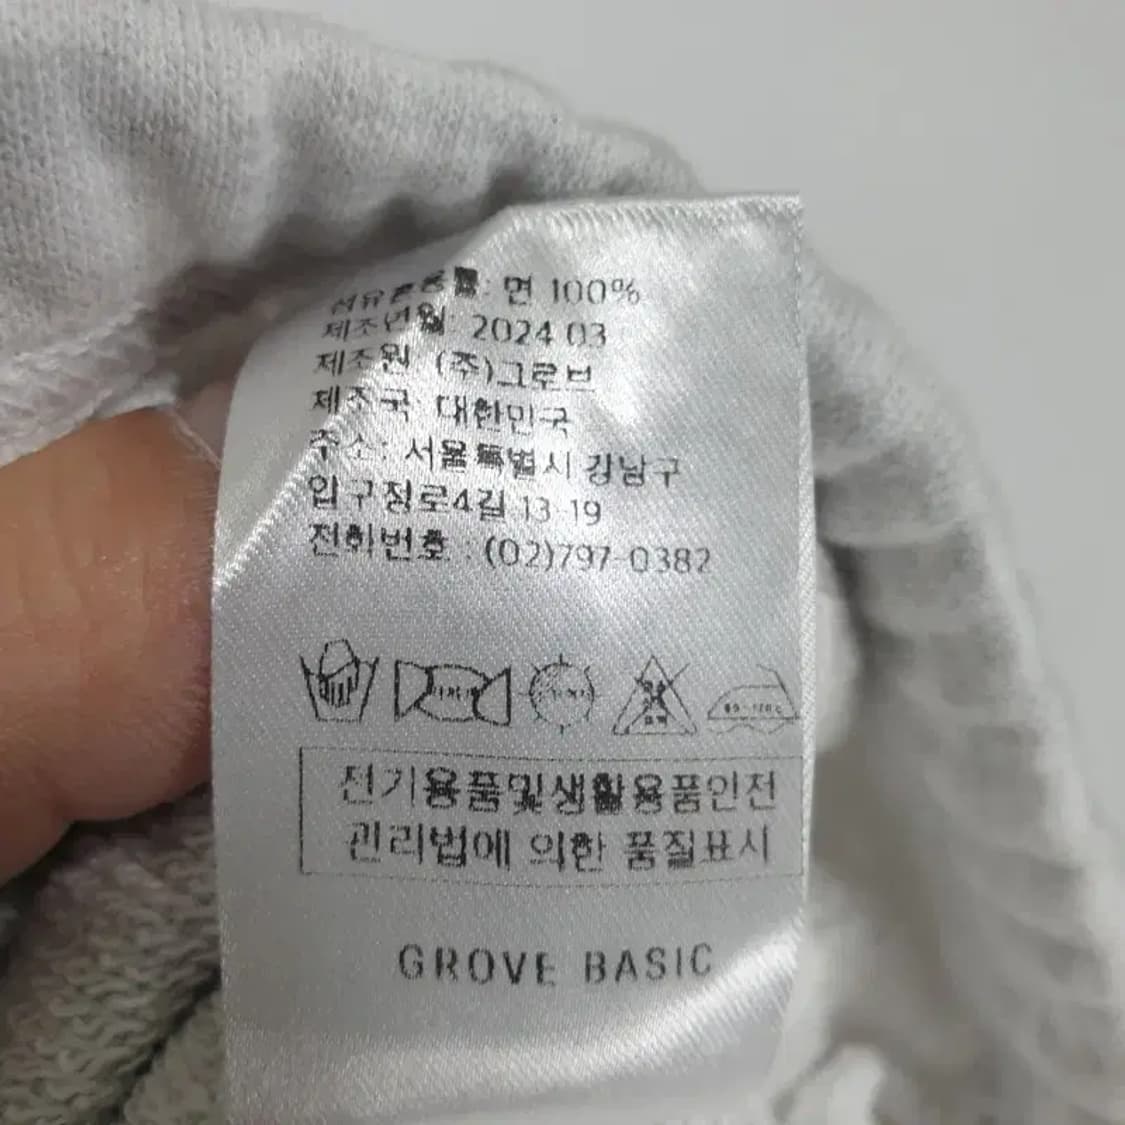 섬유혼용률: 면 100%
제조년월: 2024 03
제조원 (주)그로브
제조국 대한민국
주소: 서울특별시 강남구
압구정로4길 13-19
전화번호 : (02)797-0382
전기용품및생활용품안전
관리법에 의한 품질표시
GROVE BASIC